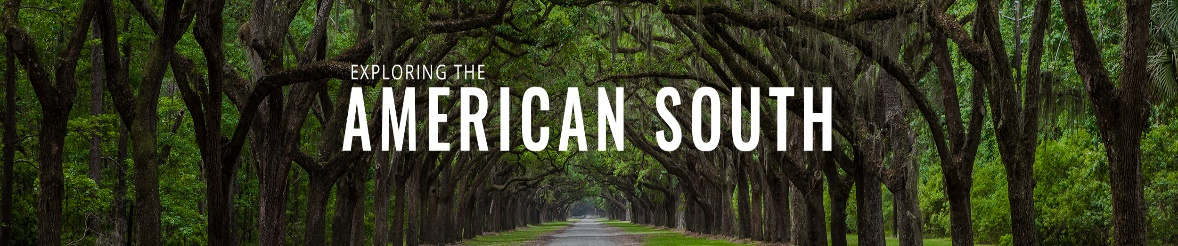 EXPLORING THE
AMERICAN SOUTH